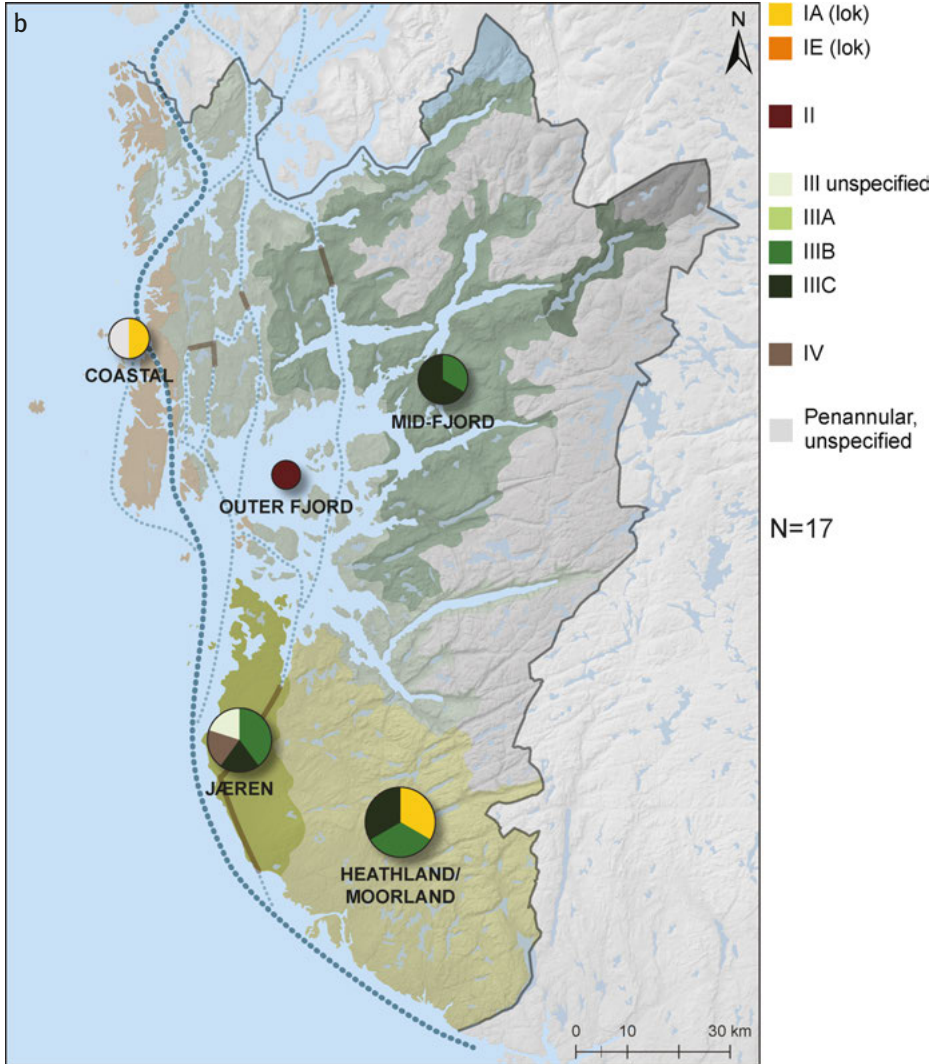 b
N
COASTAL
MID-FJORD
OUTER FJORD
JÆREN
HEATHLAND/
MOORLAND
0 10 30 km
IA (lok)
IE (lok)
II
III unspecified
IIIA
IIIB
IIIC
IV
Penannular,
unspecified
N=17